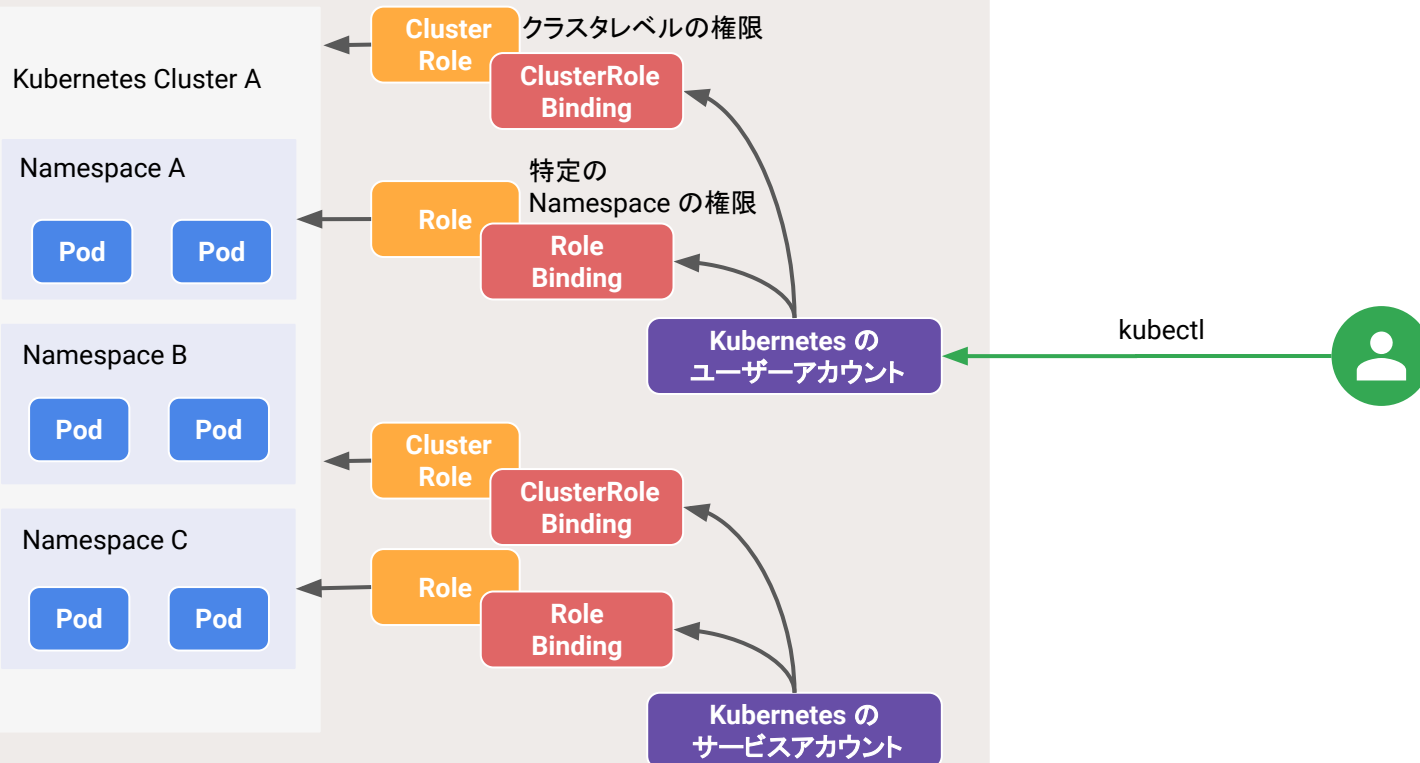 Kubernetes Cluster A
Namespace A
Pod
Pod
Namespace B
Pod
Pod
Namespace C
Pod
Pod
Cluster
Role
クラスタレベルの権限
ClusterRole
Binding
Role
特定の
Namespace の権限
Role
Binding
Kubernetes の
ユーザーアカウント
kubectl
Cluster
Role
ClusterRole
Binding
Role
Role
Binding
Kubernetes の
サービスアカウント